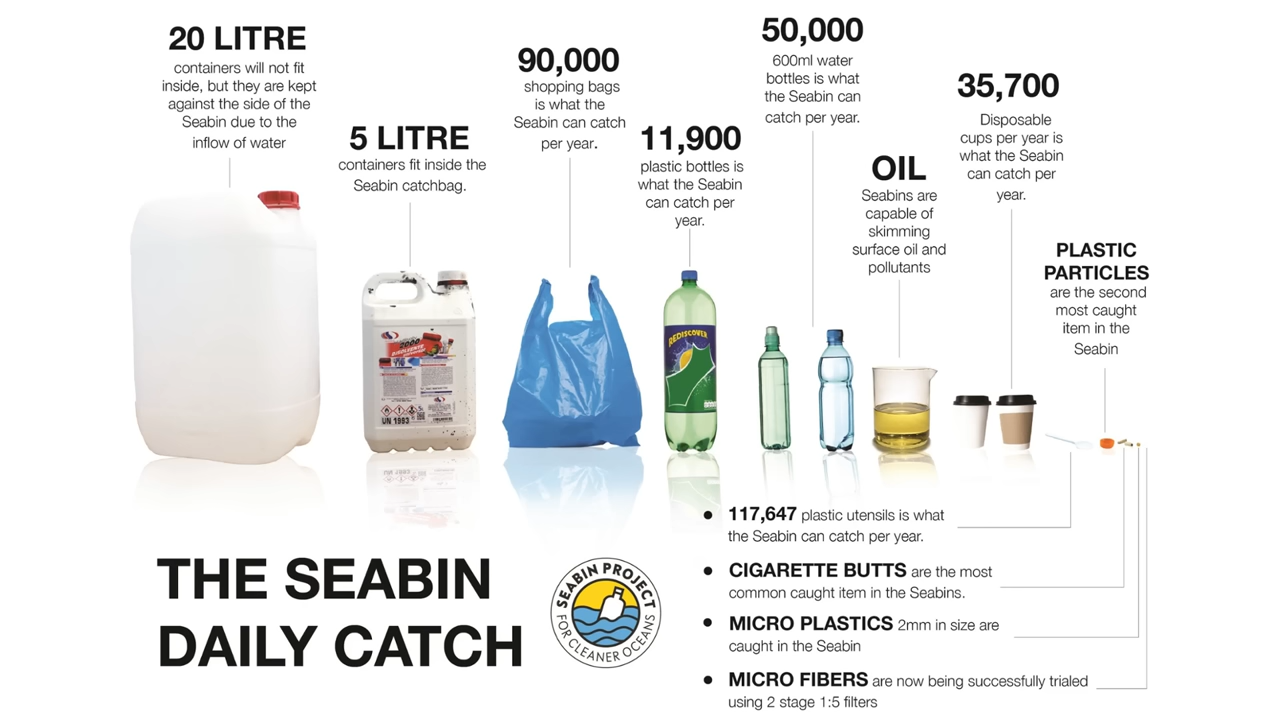 20 LITRE
containers will not fit
inside, but they are kept
against the side of the
Seabin due to the
inflow of water
5 LITRE
containers fit inside the
Seabin catchbag.
90,000
shopping bags
is what the
Seabin can catch
per year.
11,900
plastic bottles is
what the Seabin
can catch per
year.
50,000
600ml water
bottles is what
the Seabin can
catch per year.
OIL
Seabins are
capable of
skimming
surface oil and
pollutants
35,700
Disposable
cups per year is
what the Seabin
can catch per
year.
PLASTIC
PARTICLES
are the second
most caught
item in the
Seabin
2000
UN 1993
REDISCOVER
THE SEABIN
DAILY CATCH
SEABIN PROJECT
FOR CLEANER OCEANS
• 117,647 plastic utensils is what
the Seabin can catch per year.
• CIGARETTE BUTTS are the most
common caught item in the Seabins.
• MICRO PLASTICS 2mm in size are
caught in the Seabin
• MICRO FIBERS are now being successfully trialed
using 2 stage 1:5 filters